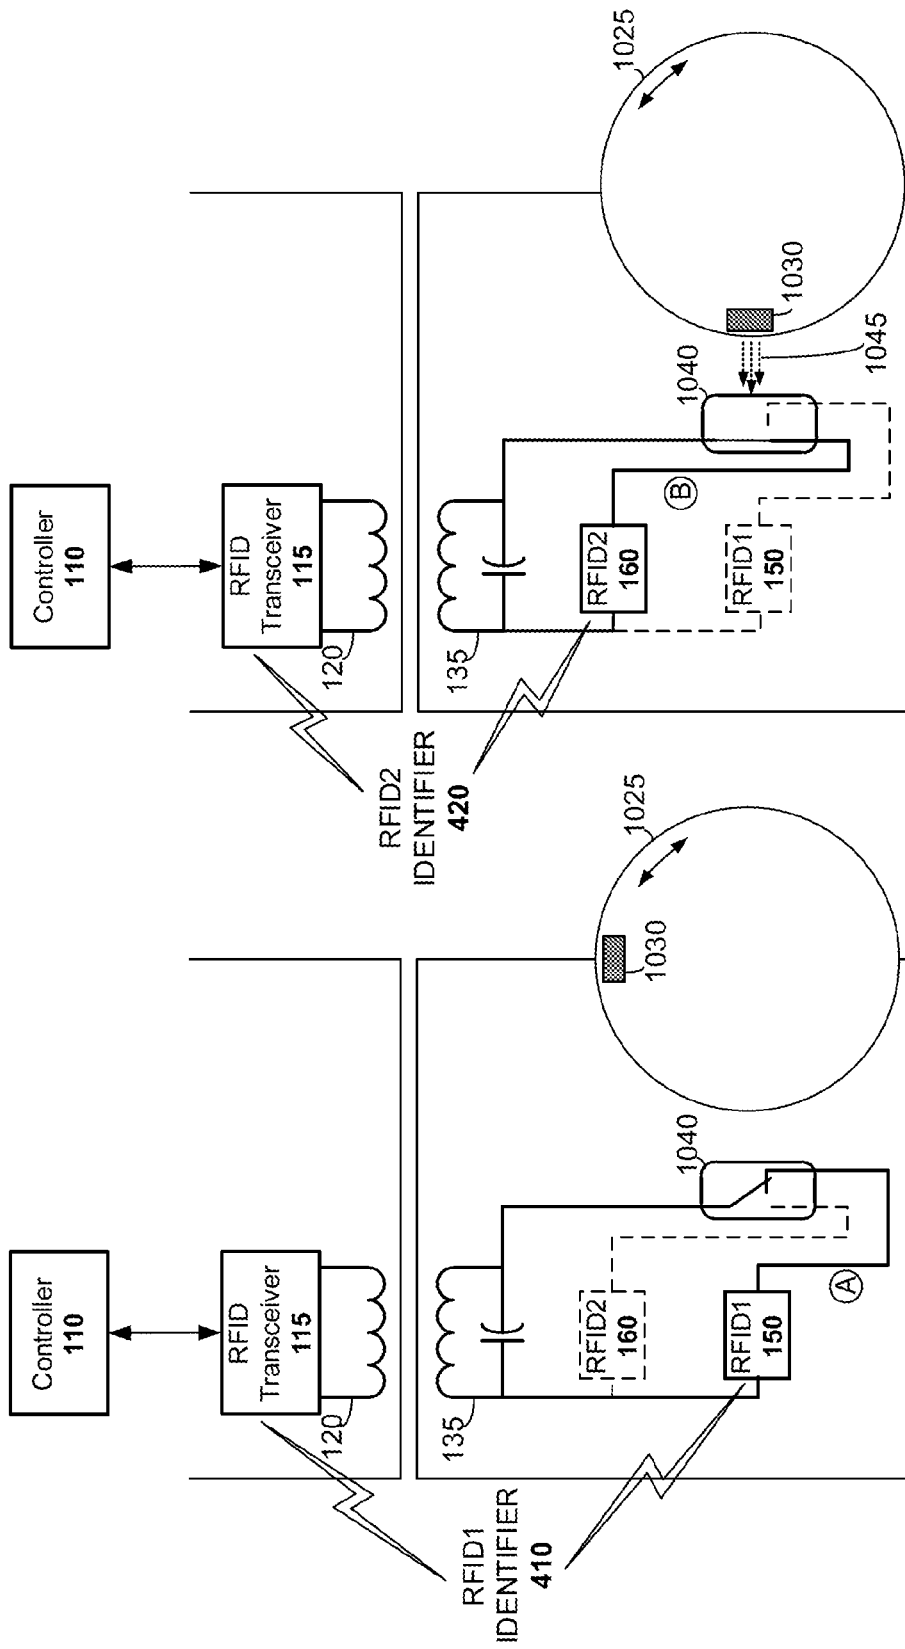 Controller
110
RFID
Transceiver
115
120
135
RFID1
IDENTIFIER
410
RFID2
160
RFID1
150
A
1040
1030
1025
Controller
110
RFID
Transceiver
115
120
135
RFID2
IDENTIFIER
420
RFID2
160
RFID1
150
B
1040
1045
1030
1025